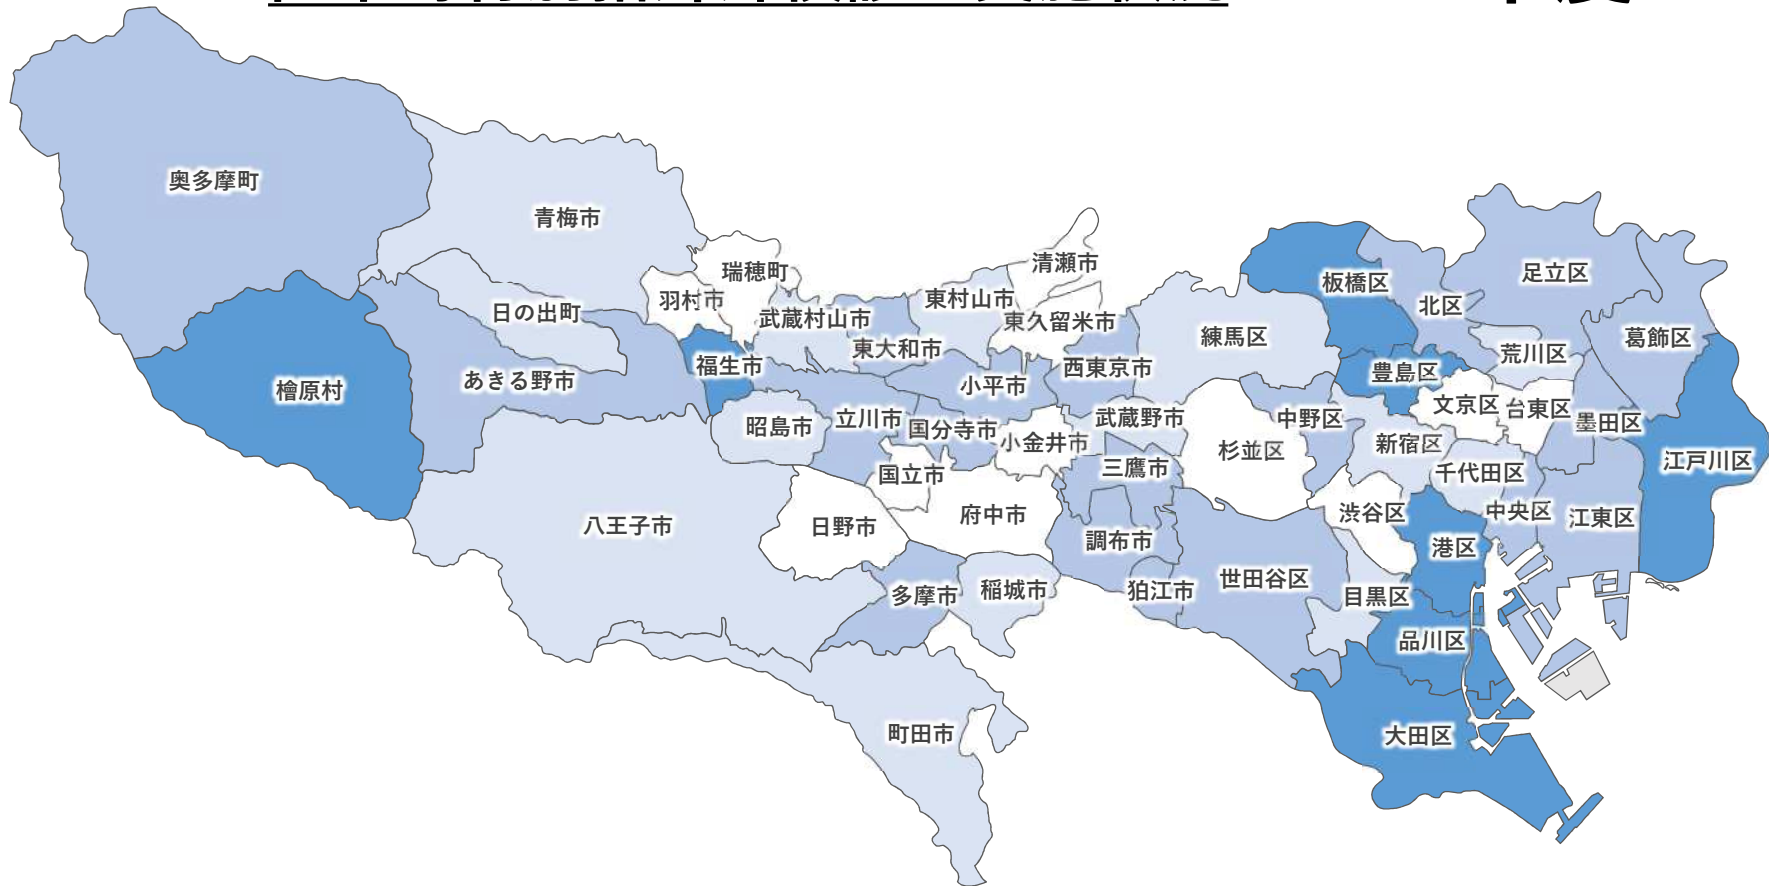 奥多摩町
青梅市
瑞穂町
羽村市
日の出町
檜原村
あきる野市
福生市
武蔵村山市
東大和市
東村山市
清瀬市
東久留米市
西東京市
小平市
昭島市
立川市
国分寺市
小金井市
武蔵野市
三鷹市
国立市
府中市
日野市
八王子市
多摩市
稲城市
調布市
狛江市
町田市
練馬区
板橋区
北区
足立区
葛飾区
荒川区
豊島区
文京区
台東区
墨田区
江戸川区
中野区
杉並区
新宿区
千代田区
渋谷区
中央区
江東区
港区
世田谷区
目黒区
品川区
大田区